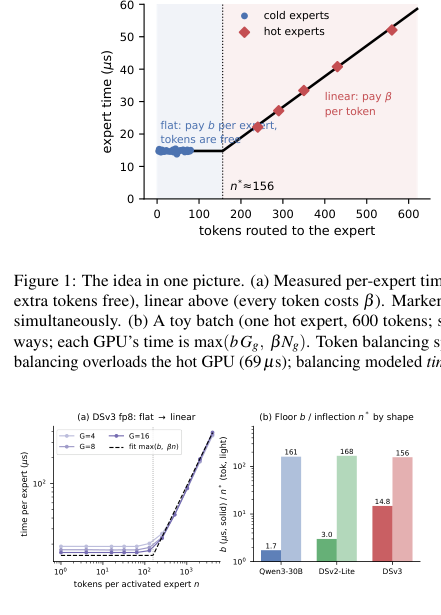 60
50
40
30
20
10
0
expert time (µs)
cold experts
hot experts
flat: pay b per expert,
tokens are free
linear: pay β
per token
n*≈156
0 100 200 300 400 500 600
tokens routed to the expert
Figure 1: The idea in one picture. (a) Measured per-expert tim
extra tokens free), linear above (every token costs β). Marker
simultaneously. (b) A toy batch (one hot expert, 600 tokens; s
ways; each GPU's time is max(b G_g, βN_g). Token balancing sp
balancing overloads the hot GPU (69 µs); balancing modeled tim
(a) DSv3 fp8: flat → linear
G=4 G=16
G=8 fit max(b, βn)
10²
time per expert (µs)
10⁰ 10¹ 10² 10³
tokens per activated expert n
(b) Floor b / inflection n* by shape
10²
10¹
10⁰
b (µs, solid) / n* (tok, light)
1.7 161
3.0 168
14.8 156
Qwen3-30B DSv2-Lite DSv3